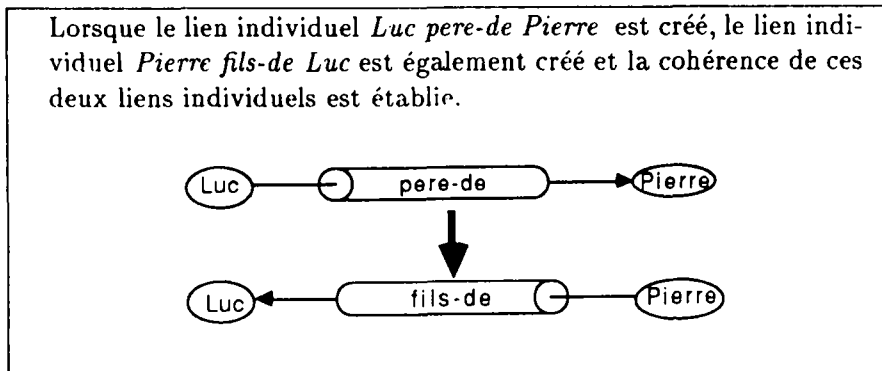 Lorsque le lien individuel Luc pere-de Pierre est créé, le lien indi-
viduel Pierre fils-de Luc est également créé et la cohérence de ces
deux liens individuels est établie.
Luc pere-de Pierre
Luc fils-de Pierre